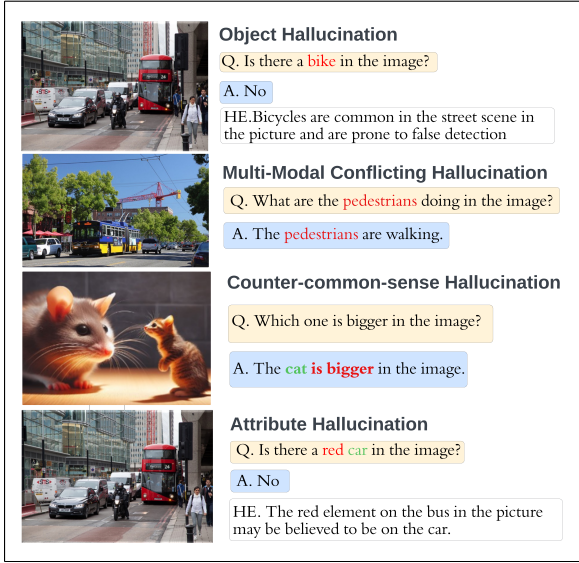 Object Hallucination
Q. Is there a bike in the image?
A. No
HE.Bicycles are common in the street scene in
the picture and are prone to false detection
Multi-Modal Conflicting Hallucination
Q. What are the pedestrians doing in the image?
A. The pedestrians are walking.
Counter-common-sense Hallucination
Q. Which one is bigger in the image?
A. The cat is bigger in the image.
Attribute Hallucination
Q. Is there a red car in the image?
A. No
HE. The red element on the bus in the picture
may be believed to be on the car.